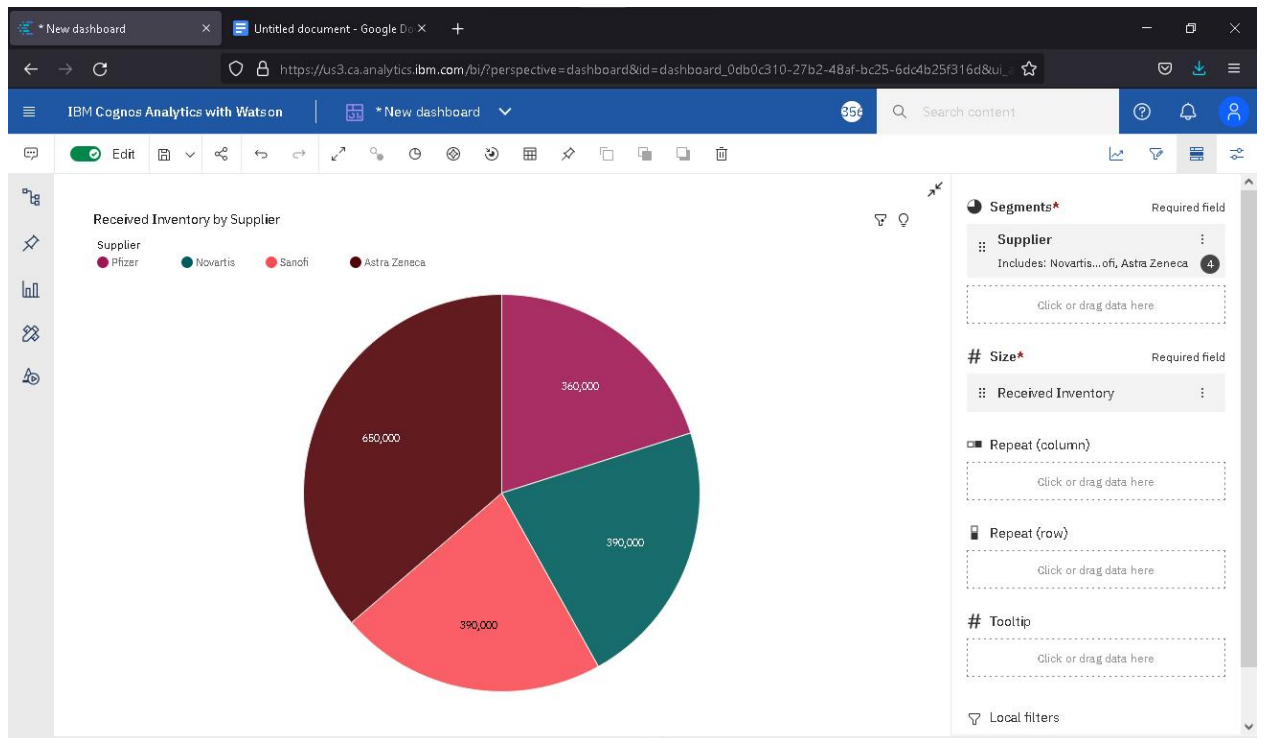 * New dashboard
Untitled document - Google Do
https://us3.ca.analytics.ibm.com/bi/?perspective=dashboard&id=dashboard_0db0c310-27b2-48af-bc25-6dc4b25f316d&ui_a
IBM Cognos Analytics with Watson
* New dashboard
356
Search content
Edit
Received Inventory by Supplier
Supplier
Pfizer Novartis Sanofi Astra Zeneca
360,000
650,000
390,000
390,000
Segments* Required field
Supplier
Includes: Novartis...ofi, Astra Zeneca 4
Click or drag data here
# Size* Required field
Received Inventory
Repeat (column)
Click or drag data here
Repeat (row)
Click or drag data here
# Tooltip
Click or drag data here
Local filters